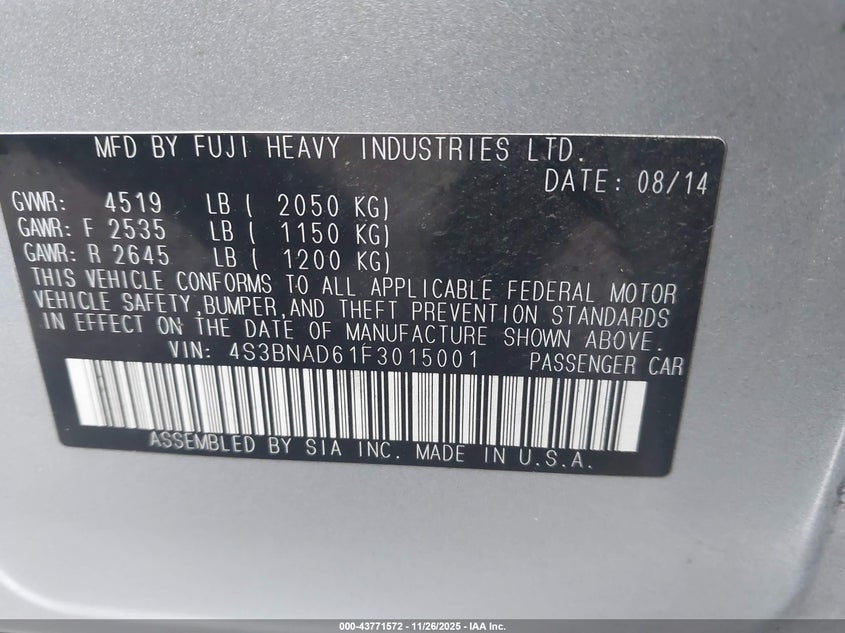 MFD BY FUJI HEAVY INDUSTRIES LTD.
DATE: 08/14
GVWR: 4519 LB ( 2050 KG)
GAWR: F 2535 LB ( 1150 KG)
GAWR: R 2645 LB ( 1200 KG)
THIS VEHICLE CONFORMS TO ALL APPLICABLE FEDERAL MOTOR
VEHICLE SAFETY,BUMPER,AND THEFT PREVENTION STANDARDS
IN EFFECT ON THE DATE OF MANUFACTURE SHOWN ABOVE.
VIN: 4S3BNAD61F3015001 PASSENGER CAR
ASSEMBLED BY SIA INC. MADE IN U.S.A.
000-43771572 - 11/26/2025 - IAA Inc.